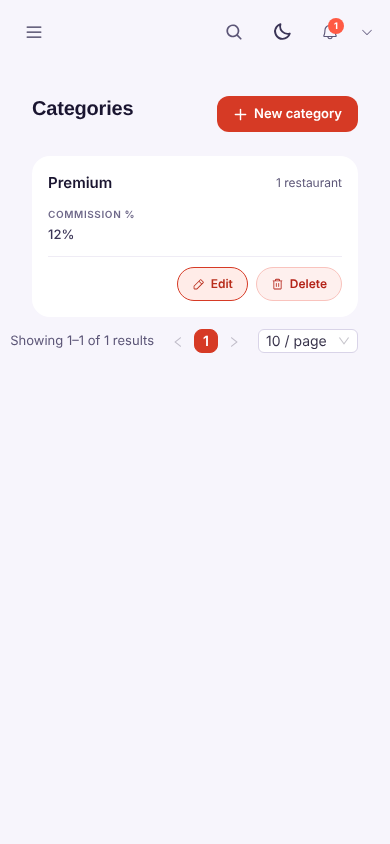 1
Categories
New category
Premium
1 restaurant
COMMISSION %
12%
Edit
Delete
Showing 1–1 of 1 results
1
10 / page